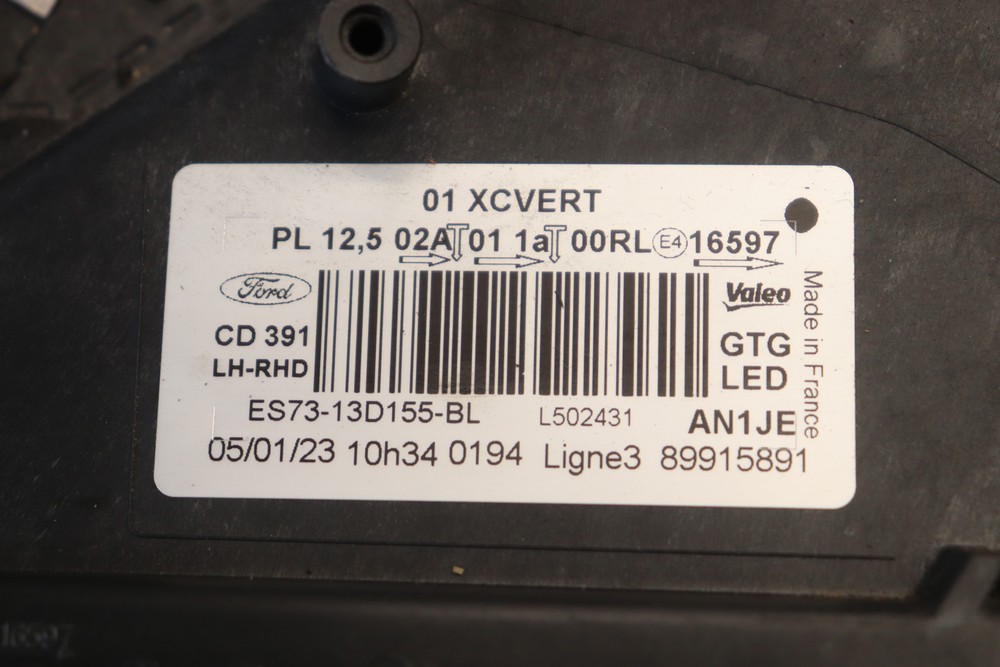 01 XCVERT
PL 12,5 02A 01 1a 00RL E4 16597
Ford
CD 391
LH-RHD
Valeo
GTG
LED
Made in France
ES73-13D155-BL L502431 AN1JE
05/01/23 10h34 0194 Ligne3 89915891
16597